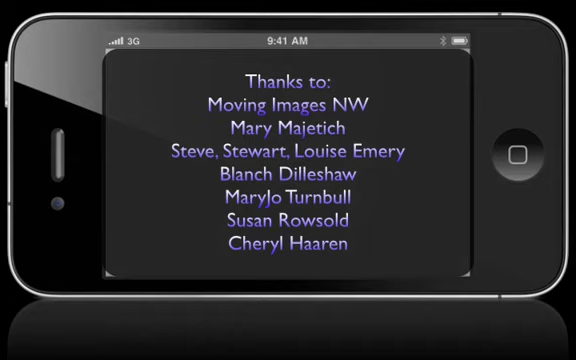 3G
9:41 AM
Thanks to:
Moving Images NW
Mary Majetich
Steve, Stewart, Louise Emery
Blanch Dilleshaw
MaryJo Turnbull
Susan Rowsold
Cheryl Haaren